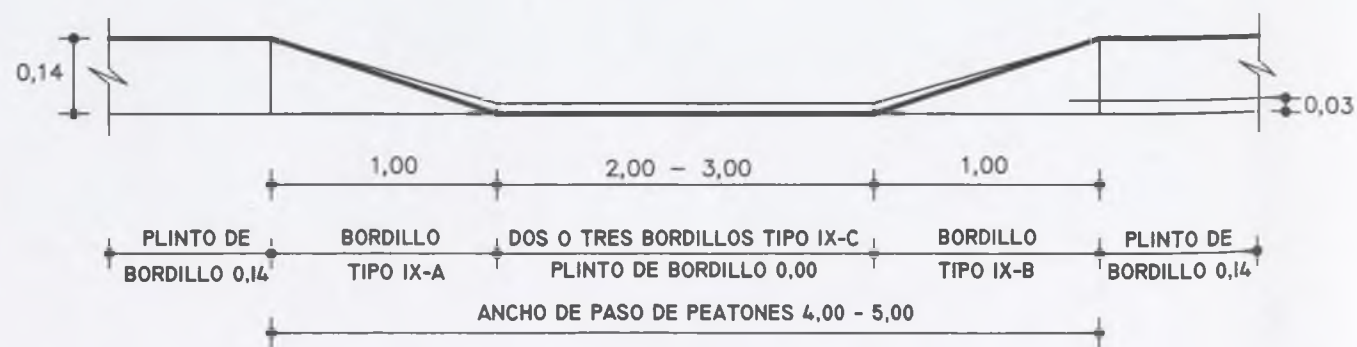 0,14
0,03
1,00
2,00 – 3,00
1,00
PLINTO DE
BORDILLO 0,14
BORDILLO
TIPO IX-A
DOS O TRES BORDILLOS TIPO IX-C
PLINTO DE BORDILLO 0,00
BORDILLO
TIPO IX-B
PLINTO DE
BORDILLO 0,14
ANCHO DE PASO DE PEATONES 4,00 - 5,00